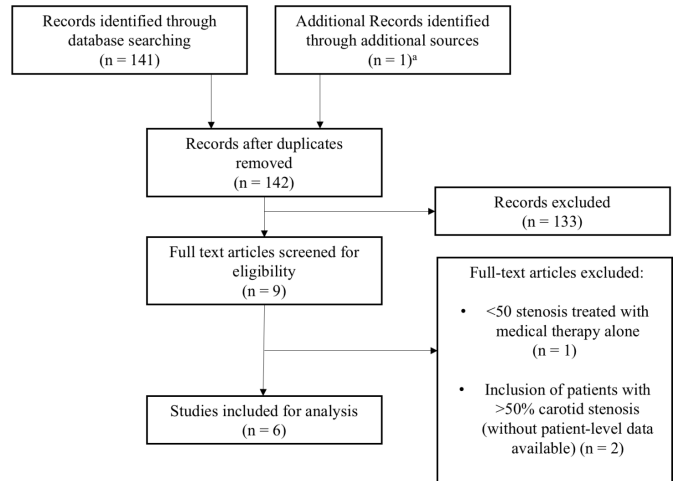 Records identified through
database searching
(n = 141)
Additional Records identified
through additional sources
(n = 1)ᵃ
Records after duplicates
removed
(n = 142)
Records excluded
(n = 133)
Full text articles screened for
eligibility
(n = 9)
Full-text articles excluded:
• <50 stenosis treated with
medical therapy alone
(n = 1)
• Inclusion of patients with
>50% carotid stenosis
(without patient-level data
available) (n = 2)
Studies included for analysis
(n = 6)